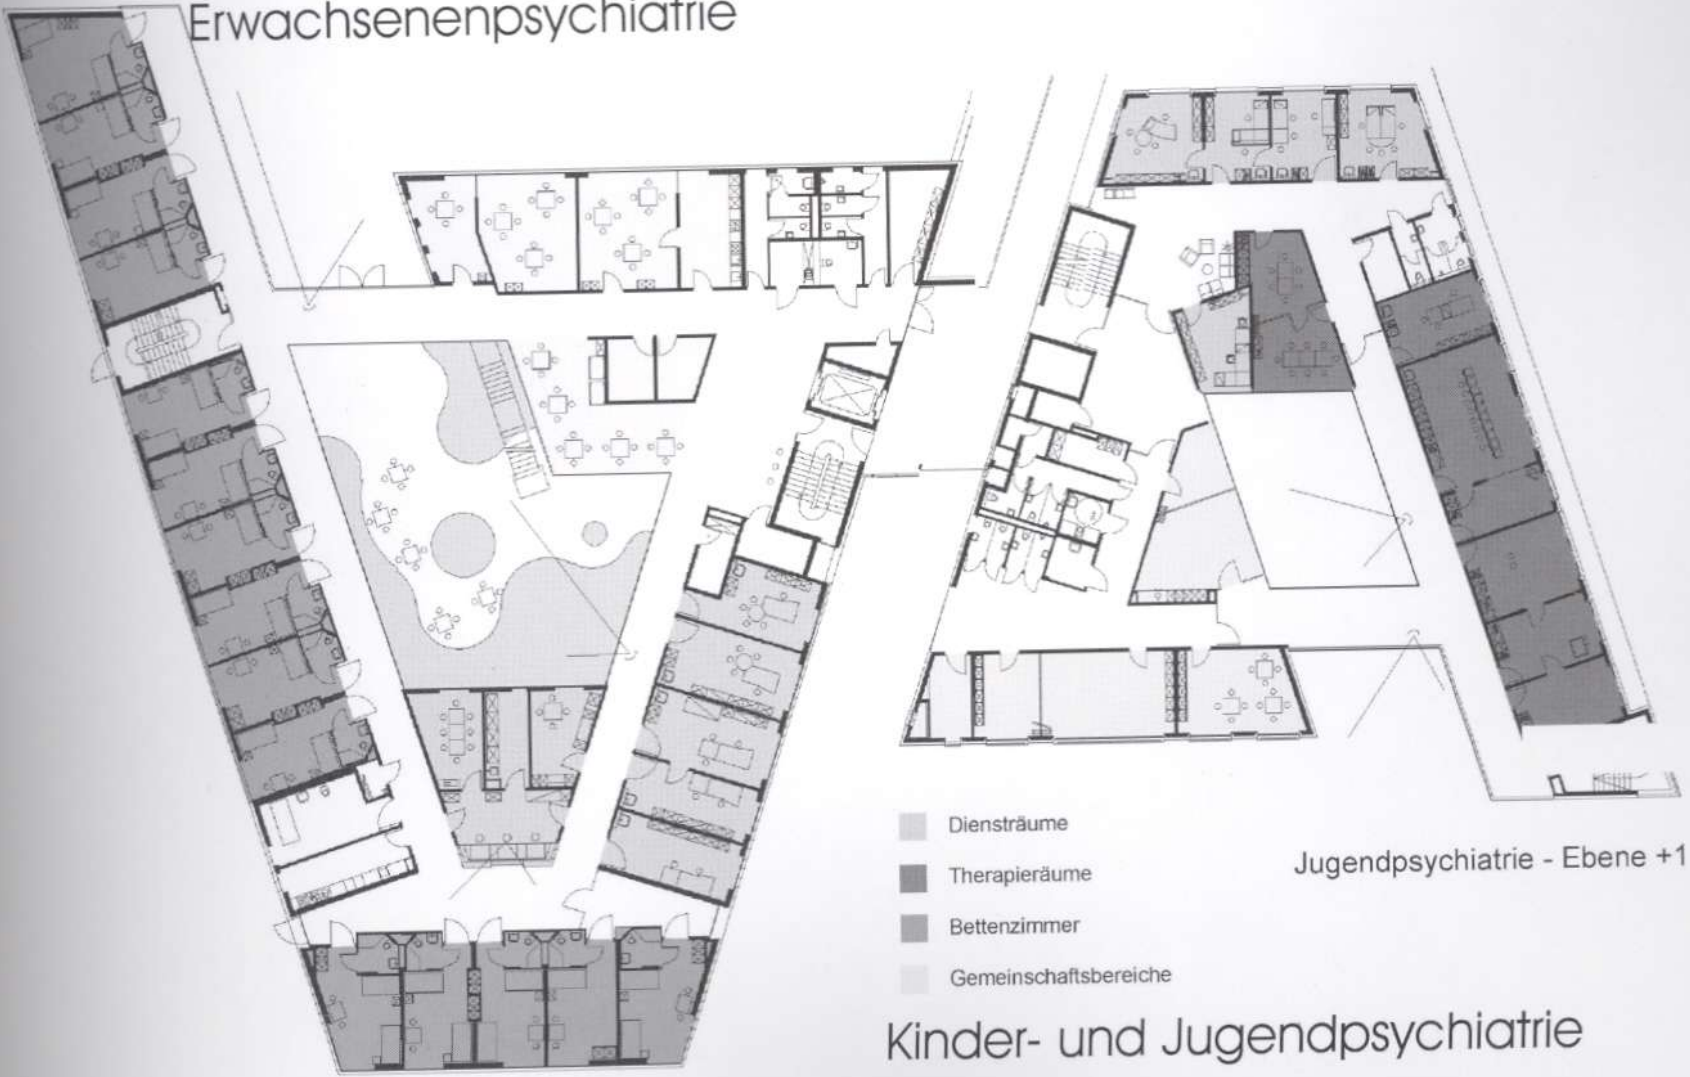 Erwachsenenpsychiatrie
Diensträume
Therapieräume
Bettenzimmer
Gemeinschaftsbereiche
Jugendpsychiatrie - Ebene +1
Kinder- und Jugendpsychiatrie